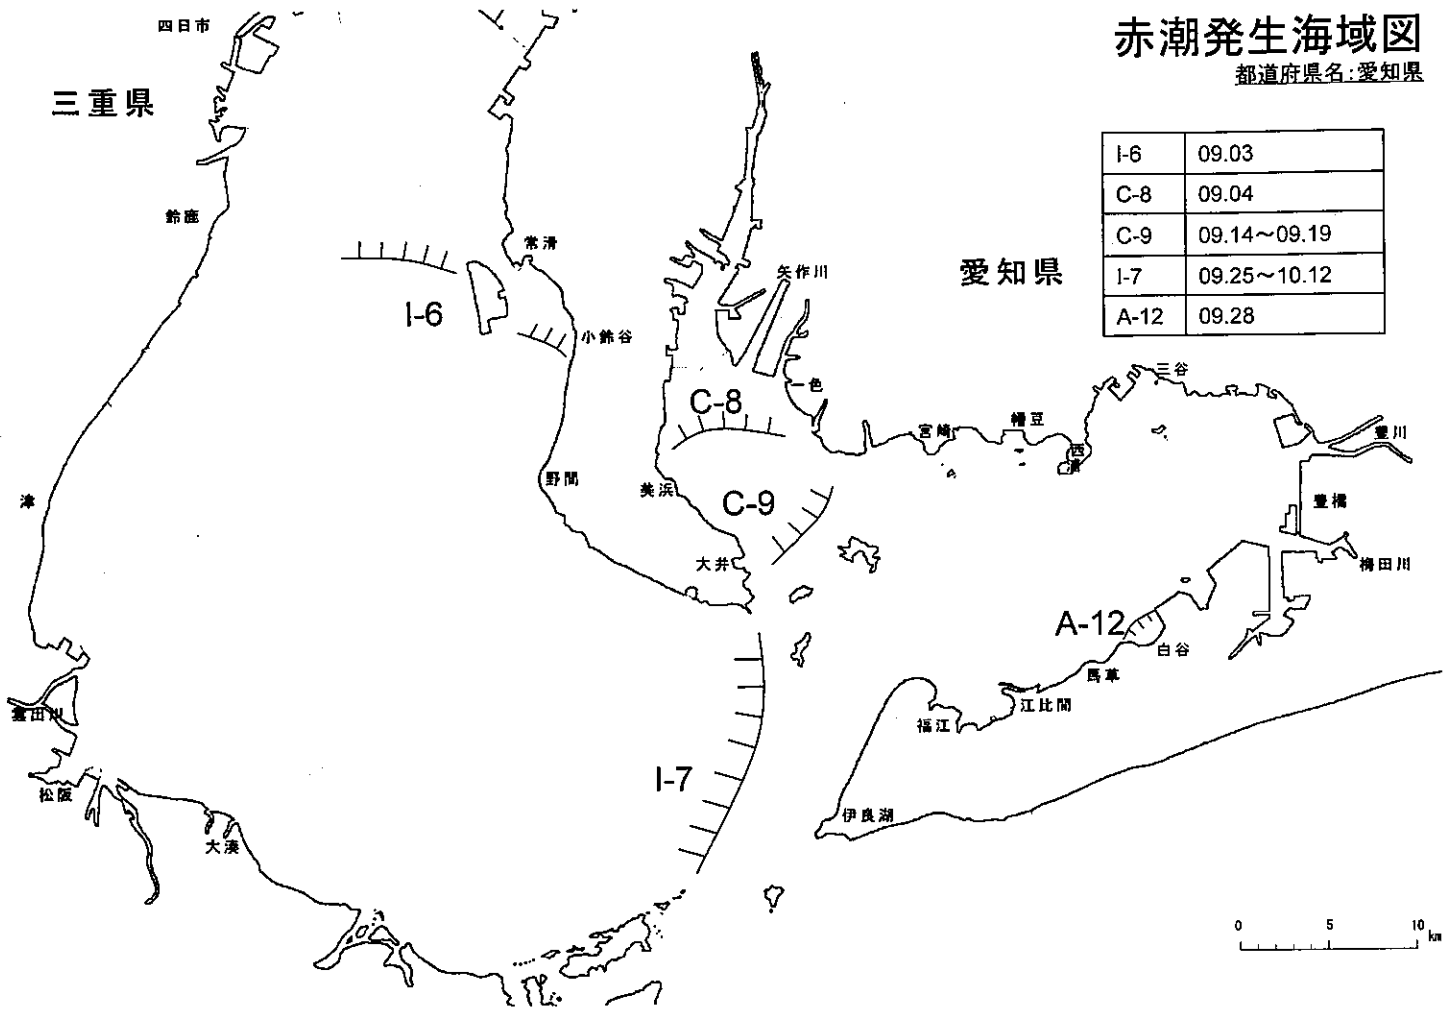 赤潮発生海域図
都道府県名:愛知県
I-6 09.03
C-8 09.04
C-9 09.14～09.19
I-7 09.25～10.12
A-12 09.28
四日市
三重県
鈴鹿
常滑
矢作川
愛知県
I-6
小鈴谷
三谷
一色
C-8
宮崎
幡豆
西浦
豊川
津
野間
美浜
C-9
豊橋
大井
梅田川
A-12
白谷
馬草
江比間
福江
雲出川
I-7
松阪
伊良湖
大湊
0 5 10 km